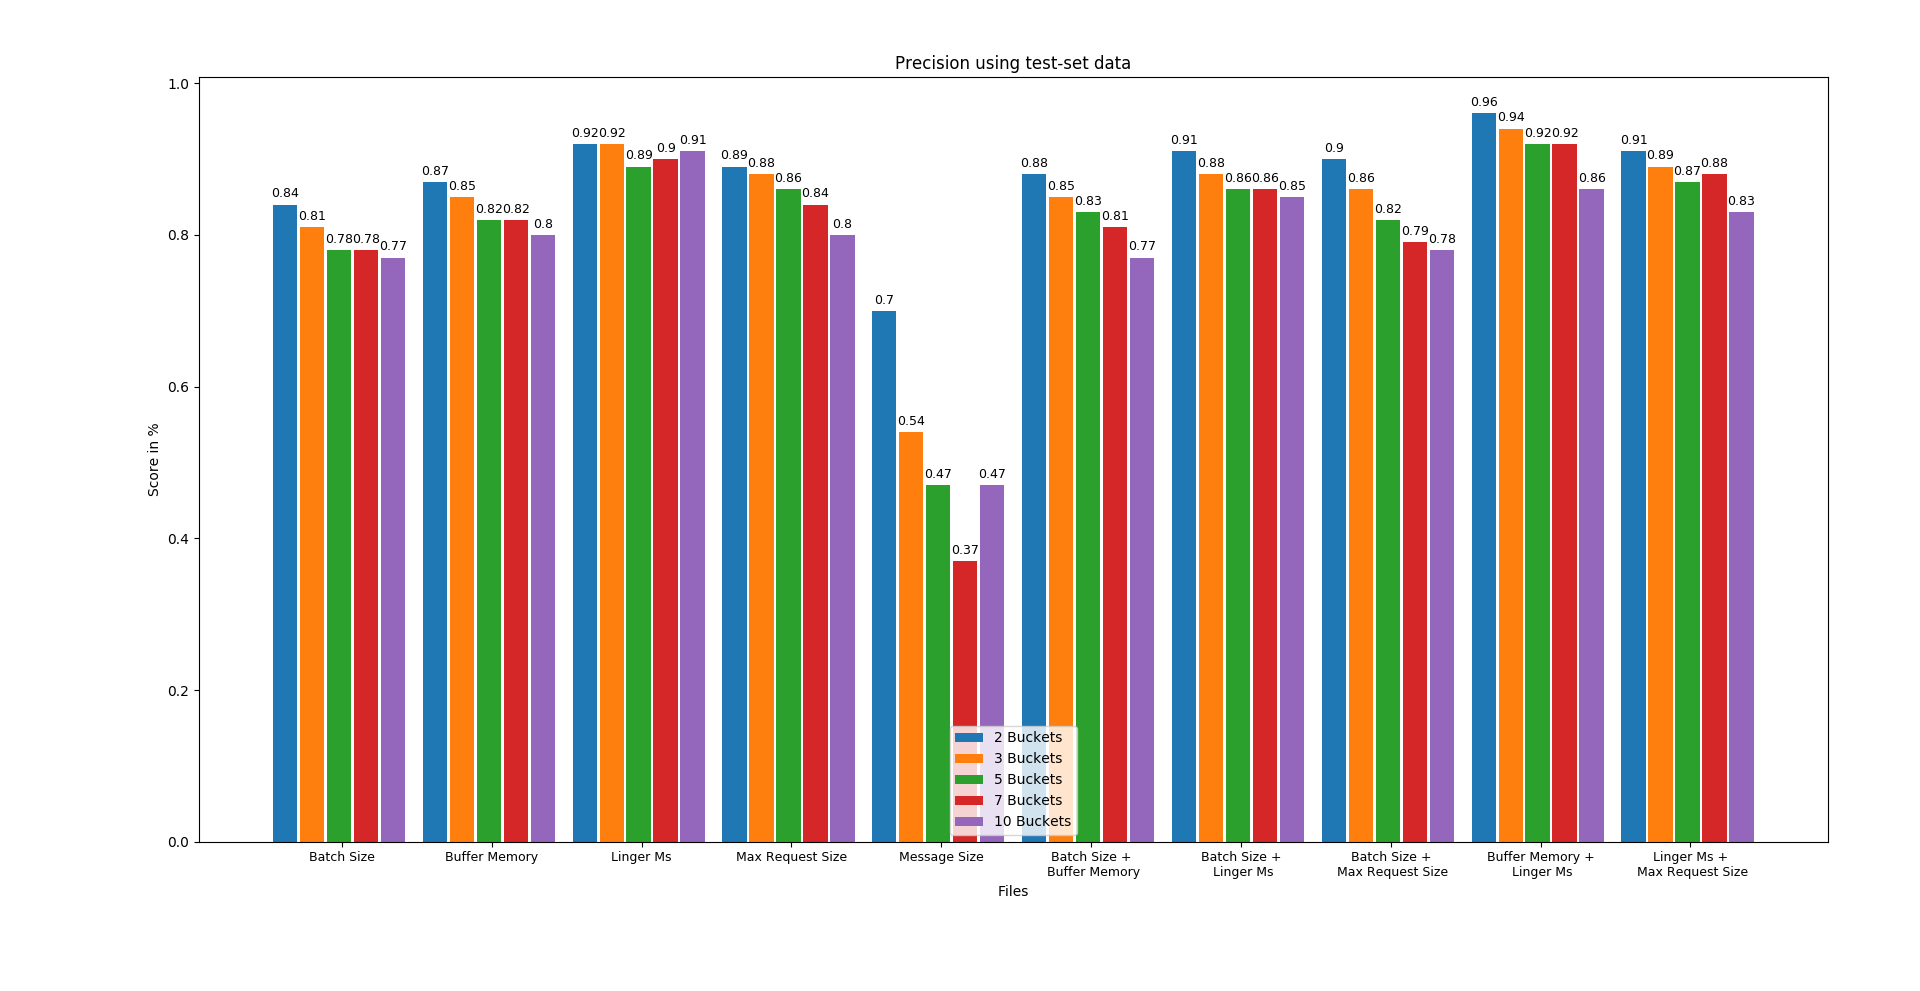 Precision using test-set data
Score in %
1.0
0.8
0.6
0.4
0.2
0.0
0.84 0.81 0.78 0.78 0.77
0.87 0.85 0.82 0.82 0.8
0.92 0.92 0.89 0.9 0.91
0.89 0.88 0.86 0.84 0.8
0.7 0.54 0.47 0.37 0.47
0.88 0.85 0.83 0.81 0.77
0.91 0.88 0.86 0.86 0.85
0.9 0.86 0.82 0.79 0.78
0.96 0.94 0.92 0.92 0.86
0.91 0.89 0.87 0.88 0.83
2 Buckets
3 Buckets
5 Buckets
7 Buckets
10 Buckets
Batch Size
Buffer Memory
Linger Ms
Max Request Size
Message Size
Batch Size +
Buffer Memory
Batch Size +
Linger Ms
Batch Size +
Max Request Size
Buffer Memory +
Linger Ms
Linger Ms +
Max Request Size
Files